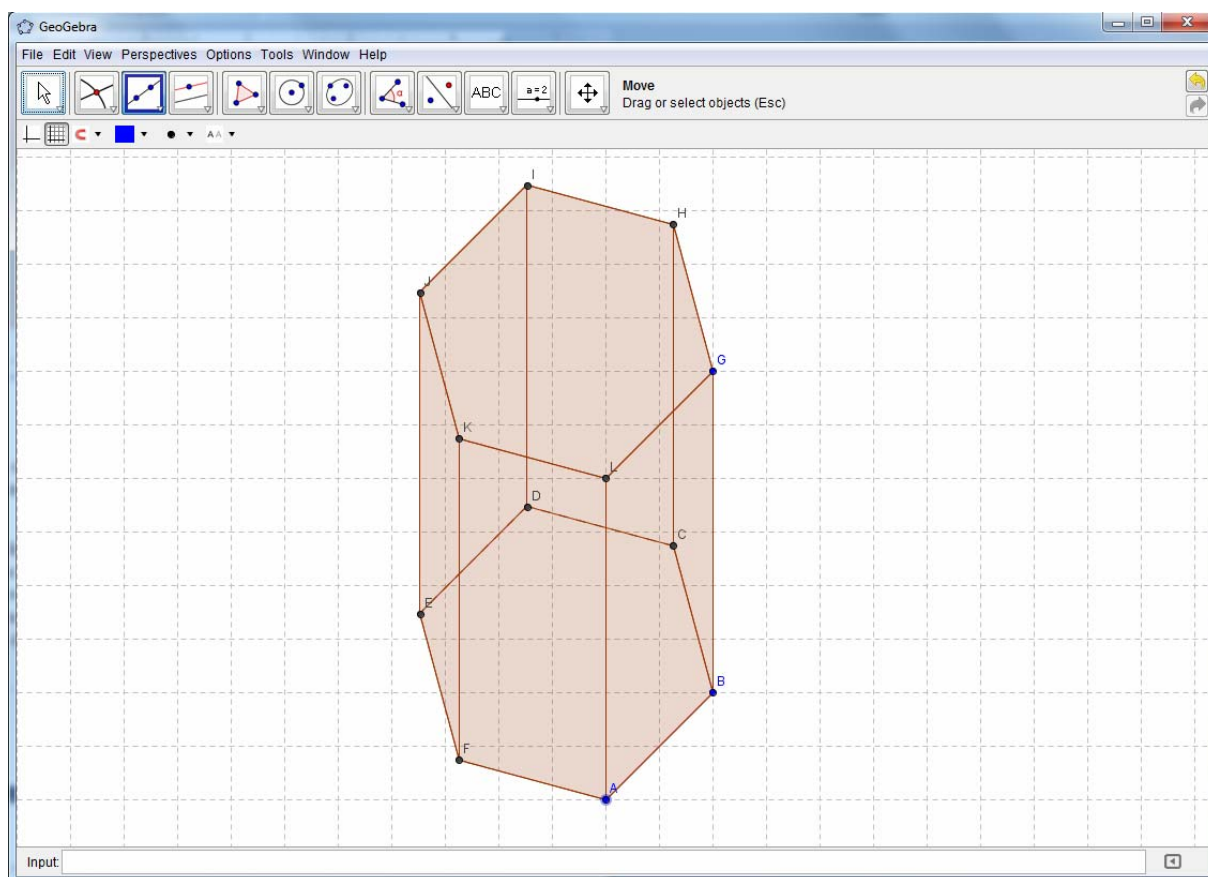 GeoGebra
File Edit View Perspectives Options Tools Window Help
ABC
a = 2
Move
Drag or select objects (Esc)
α
A A
I
H
J
G
K
L
D
C
E
B
F
A
Input: